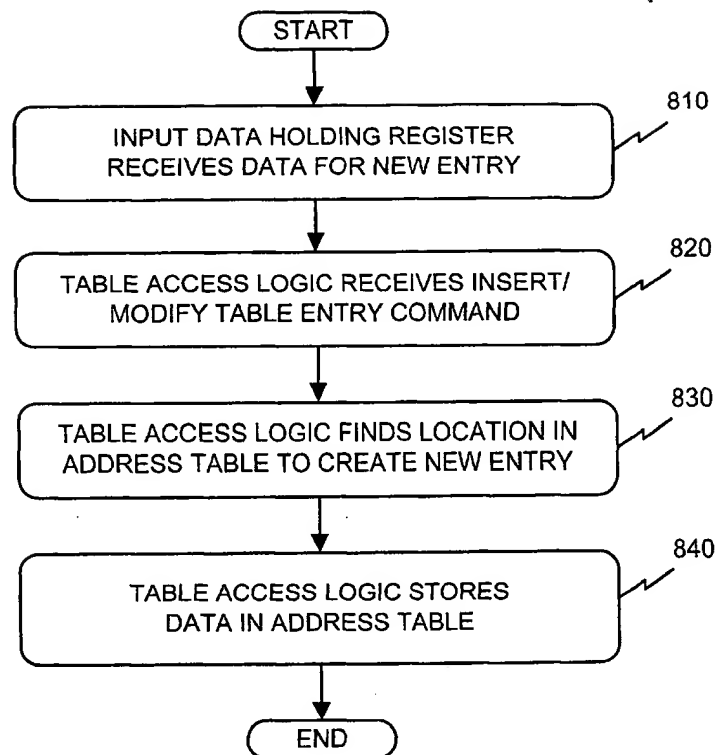 START
810
INPUT DATA HOLDING REGISTER
RECEIVES DATA FOR NEW ENTRY
820
TABLE ACCESS LOGIC RECEIVES INSERT/
MODIFY TABLE ENTRY COMMAND
830
TABLE ACCESS LOGIC FINDS LOCATION IN
ADDRESS TABLE TO CREATE NEW ENTRY
840
TABLE ACCESS LOGIC STORES
DATA IN ADDRESS TABLE
END